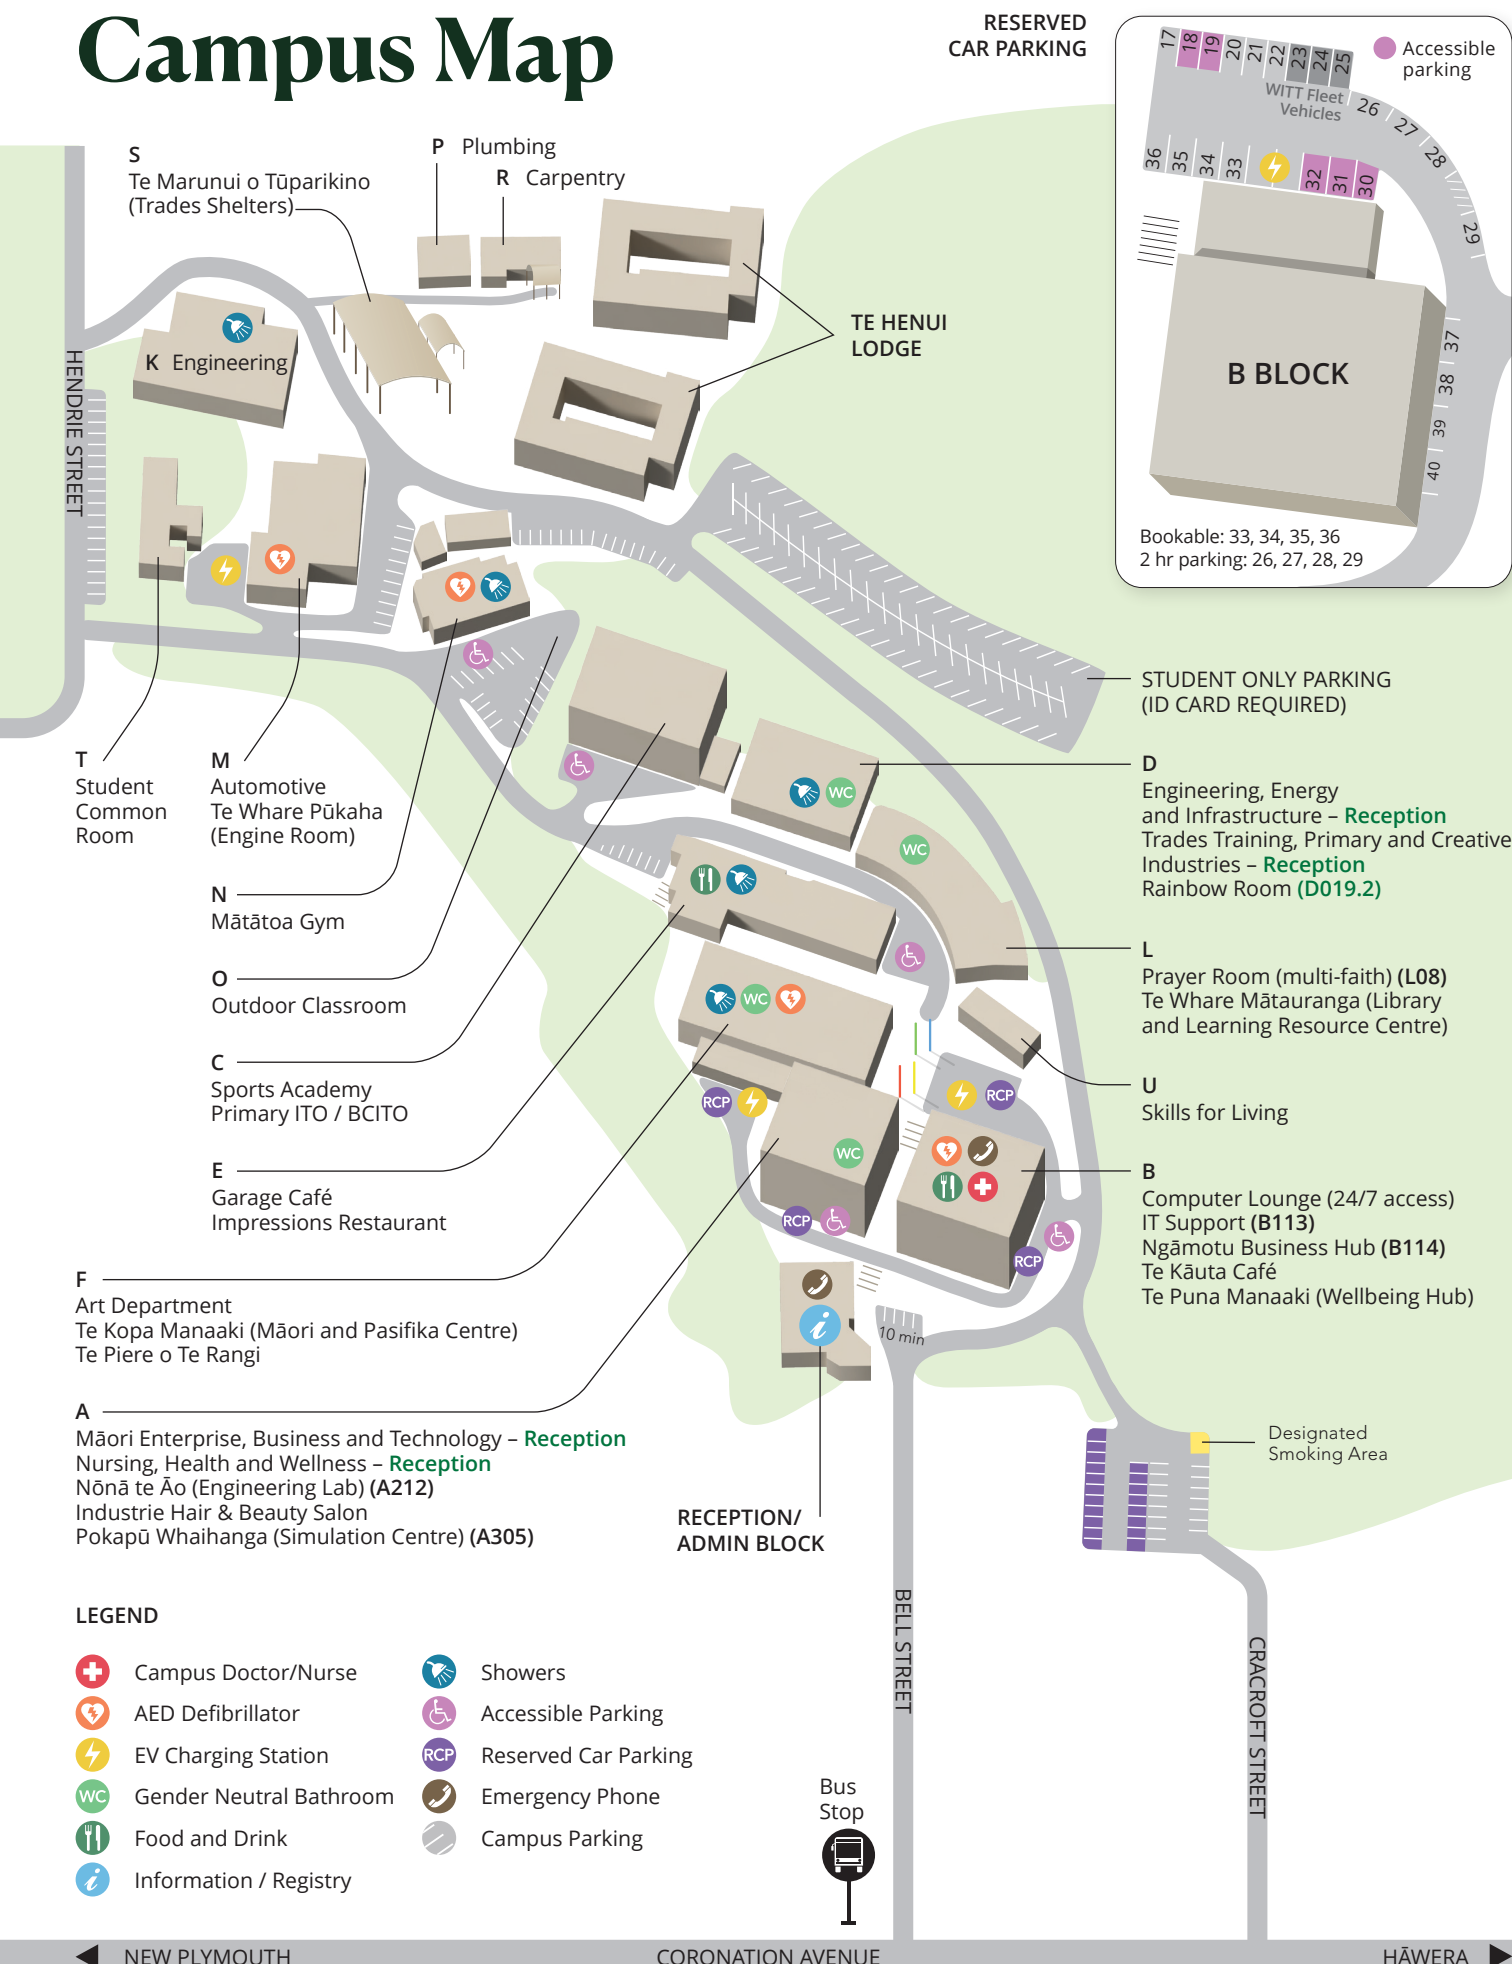 Campus Map
RESERVED
CAR PARKING
17 18 19 20 21 22 23 24 25
Accessible
parking
WITT Fleet
Vehicles
26
27
28
29
36 35 34 33 32 31 30
37
38
39
40
B BLOCK
Bookable: 33, 34, 35, 36
2 hr parking: 26, 27, 28, 29
S
Te Marunui o Tūparikino
(Trades Shelters)
P Plumbing
R Carpentry
TE HENUI
LODGE
K Engineering
HENDRIE STREET
STUDENT ONLY PARKING
(ID CARD REQUIRED)
T
Student
Common
Room
M
Automotive
Te Whare Pūkaha
(Engine Room)
N
Mātātoa Gym
O
Outdoor Classroom
C
Sports Academy
Primary ITO / BCITO
E
Garage Café
Impressions Restaurant
F
Art Department
Te Kopa Manaaki (Māori and Pasifika Centre)
Te Piere o Te Rangi
A
Māori Enterprise, Business and Technology – Reception
Nursing, Health and Wellness – Reception
Nōnā te Āo (Engineering Lab) (A212)
Industrie Hair & Beauty Salon
Pokapū Whaihanga (Simulation Centre) (A305)
D
Engineering, Energy
and Infrastructure – Reception
Trades Training, Primary and Creative
Industries – Reception
Rainbow Room (D019.2)
L
Prayer Room (multi-faith) (L08)
Te Whare Mātauranga (Library
and Learning Resource Centre)
U
Skills for Living
B
Computer Lounge (24/7 access)
IT Support (B113)
Ngāmotu Business Hub (B114)
Te Kāuta Café
Te Puna Manaaki (Wellbeing Hub)
WC
WC
WC
RCP
RCP
WC
RCP
RCP
i
10 min
Designated
Smoking Area
RECEPTION/
ADMIN BLOCK
BELL STREET
CRACROFT STREET
LEGEND
Campus Doctor/Nurse
AED Defibrillator
EV Charging Station
WC Gender Neutral Bathroom
Food and Drink
i Information / Registry
Showers
Accessible Parking
RCP Reserved Car Parking
Emergency Phone
Campus Parking
Bus
Stop
NEW PLYMOUTH
CORONATION AVENUE
HĀWERA